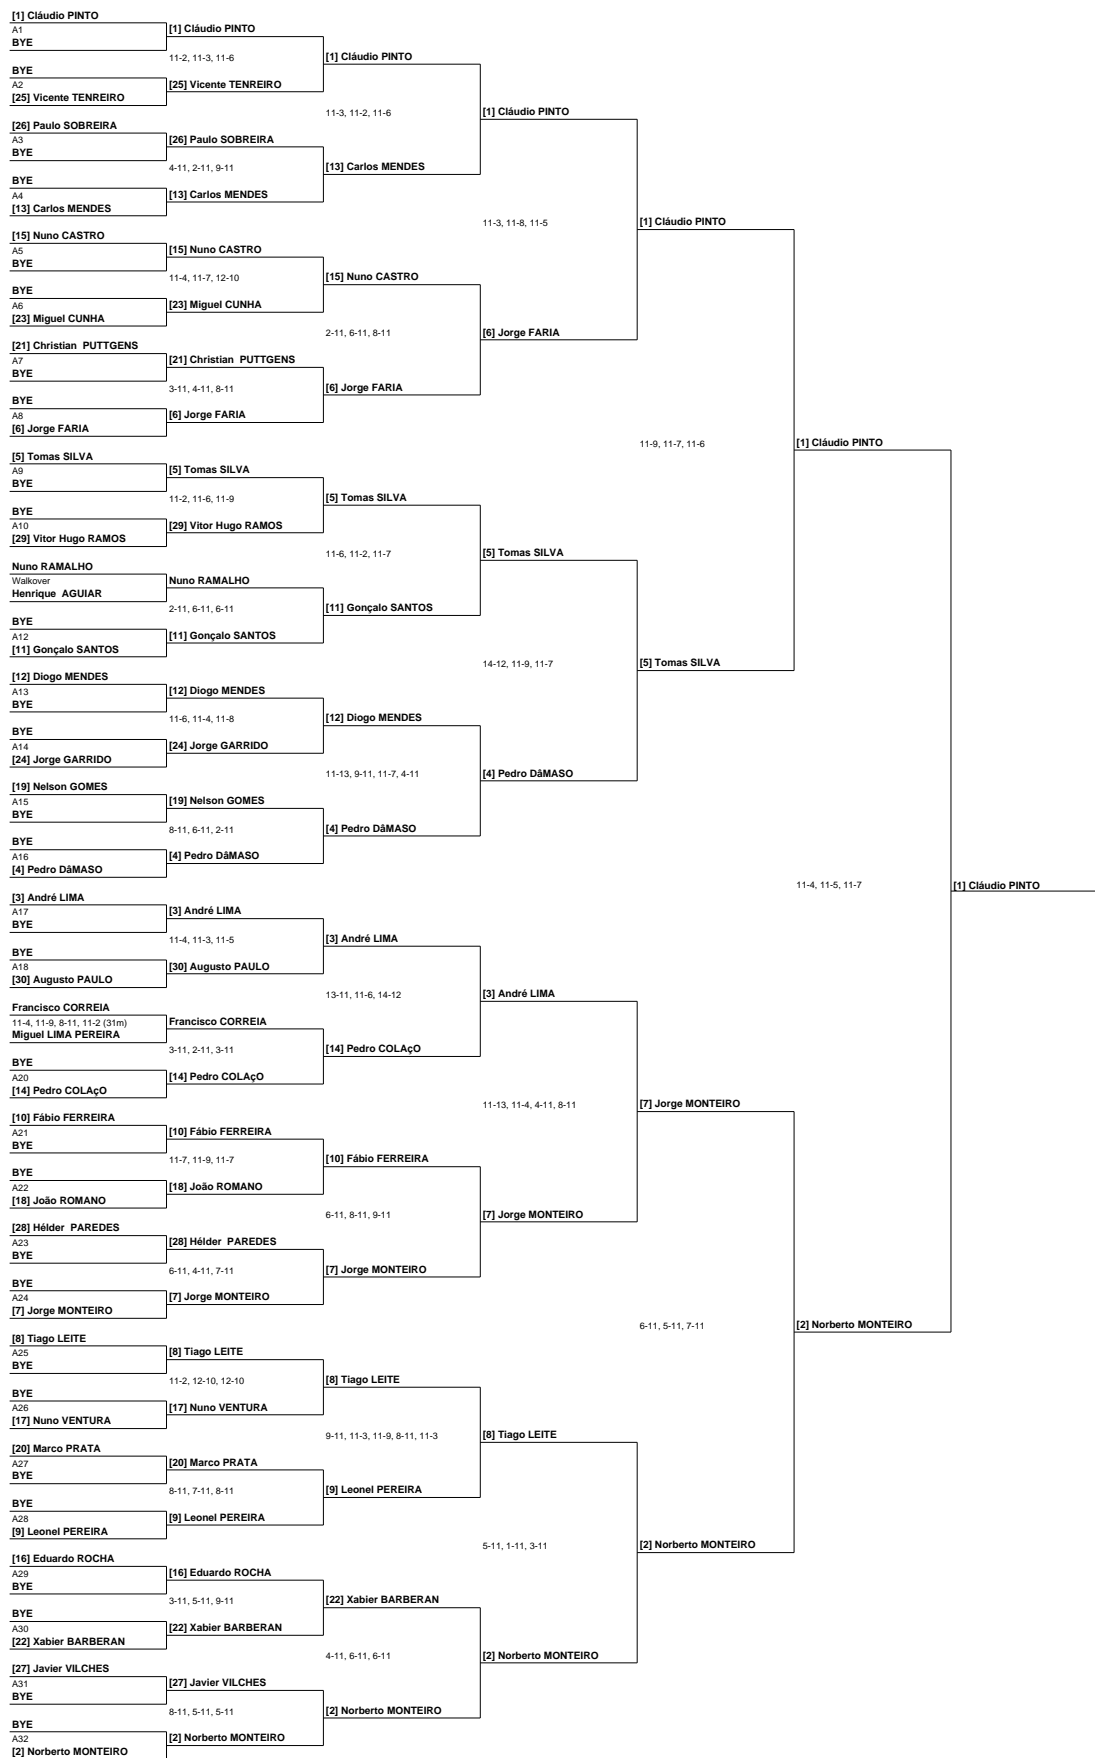 [1] Cláudio PINTO
A1
BYE
[1] Cláudio PINTO
11-2, 11-3, 11-6
[1] Cláudio PINTO
BYE
A2
[25] Vicente TENREIRO
[25] Vicente TENREIRO
11-3, 11-2, 11-6
[1] Cláudio PINTO
[26] Paulo SOBREIRA
A3
BYE
[26] Paulo SOBREIRA
4-11, 2-11, 9-11
[13] Carlos MENDES
BYE
A4
[13] Carlos MENDES
[13] Carlos MENDES
11-3, 11-8, 11-5
[1] Cláudio PINTO
[15] Nuno CASTRO
A5
BYE
[15] Nuno CASTRO
11-4, 11-7, 12-10
[15] Nuno CASTRO
BYE
A6
[23] Miguel CUNHA
[23] Miguel CUNHA
2-11, 6-11, 8-11
[6] Jorge FARIA
[21] Christian  PUTTGENS
A7
BYE
[21] Christian  PUTTGENS
3-11, 4-11, 8-11
[6] Jorge FARIA
BYE
A8
[6] Jorge FARIA
[6] Jorge FARIA
11-9, 11-7, 11-6
[1] Cláudio PINTO
[5] Tomas SILVA
A9
BYE
[5] Tomas SILVA
11-2, 11-6, 11-9
[5] Tomas SILVA
BYE
A10
[29] Vitor Hugo RAMOS
[29] Vitor Hugo RAMOS
11-6, 11-2, 11-7
[5] Tomas SILVA
Nuno RAMALHO
Walkover
Henrique  AGUIAR
Nuno RAMALHO
2-11, 6-11, 6-11
[11] Gonçalo SANTOS
BYE
A12
[11] Gonçalo SANTOS
[11] Gonçalo SANTOS
14-12, 11-9, 11-7
[5] Tomas SILVA
[12] Diogo MENDES
A13
BYE
[12] Diogo MENDES
11-6, 11-4, 11-8
[12] Diogo MENDES
BYE
A14
[24] Jorge GARRIDO
[24] Jorge GARRIDO
11-13, 9-11, 11-7, 4-11
[4] Pedro DâMASO
[19] Nelson GOMES
A15
BYE
[19] Nelson GOMES
8-11, 6-11, 2-11
[4] Pedro DâMASO
BYE
A16
[4] Pedro DâMASO
[4] Pedro DâMASO
11-4, 11-5, 11-7
[1] Cláudio PINTO
[3] André LIMA
A17
BYE
[3] André LIMA
11-4, 11-3, 11-5
[3] André LIMA
BYE
A18
[30] Augusto PAULO
[30] Augusto PAULO
13-11, 11-6, 14-12
[3] André LIMA
Francisco CORREIA
11-4, 11-9, 8-11, 11-2 (31m)
Miguel LIMA PEREIRA
Francisco CORREIA
3-11, 2-11, 3-11
[14] Pedro COLAçO
BYE
A20
[14] Pedro COLAçO
[14] Pedro COLAçO
11-13, 11-4, 4-11, 8-11
[7] Jorge MONTEIRO
[10] Fábio FERREIRA
A21
BYE
[10] Fábio FERREIRA
11-7, 11-9, 11-7
[10] Fábio FERREIRA
BYE
A22
[18] João ROMANO
[18] João ROMANO
6-11, 8-11, 9-11
[7] Jorge MONTEIRO
[28] Hélder  PAREDES
A23
BYE
[28] Hélder  PAREDES
6-11, 4-11, 7-11
[7] Jorge MONTEIRO
BYE
A24
[7] Jorge MONTEIRO
[7] Jorge MONTEIRO
6-11, 5-11, 7-11
[2] Norberto MONTEIRO
[8] Tiago LEITE
A25
BYE
[8] Tiago LEITE
11-2, 12-10, 12-10
[8] Tiago LEITE
BYE
A26
[17] Nuno VENTURA
[17] Nuno VENTURA
9-11, 11-3, 11-9, 8-11, 11-3
[8] Tiago LEITE
[20] Marco PRATA
A27
BYE
[20] Marco PRATA
8-11, 7-11, 8-11
[9] Leonel PEREIRA
BYE
A28
[9] Leonel PEREIRA
[9] Leonel PEREIRA
5-11, 1-11, 3-11
[2] Norberto MONTEIRO
[16] Eduardo ROCHA
A29
BYE
[16] Eduardo ROCHA
3-11, 5-11, 9-11
[22] Xabier BARBERAN
BYE
A30
[22] Xabier BARBERAN
[22] Xabier BARBERAN
4-11, 6-11, 6-11
[2] Norberto MONTEIRO
[27] Javier VILCHES
A31
BYE
[27] Javier VILCHES
8-11, 5-11, 5-11
[2] Norberto MONTEIRO
BYE
A32
[2] Norberto MONTEIRO
[2] Norberto MONTEIRO